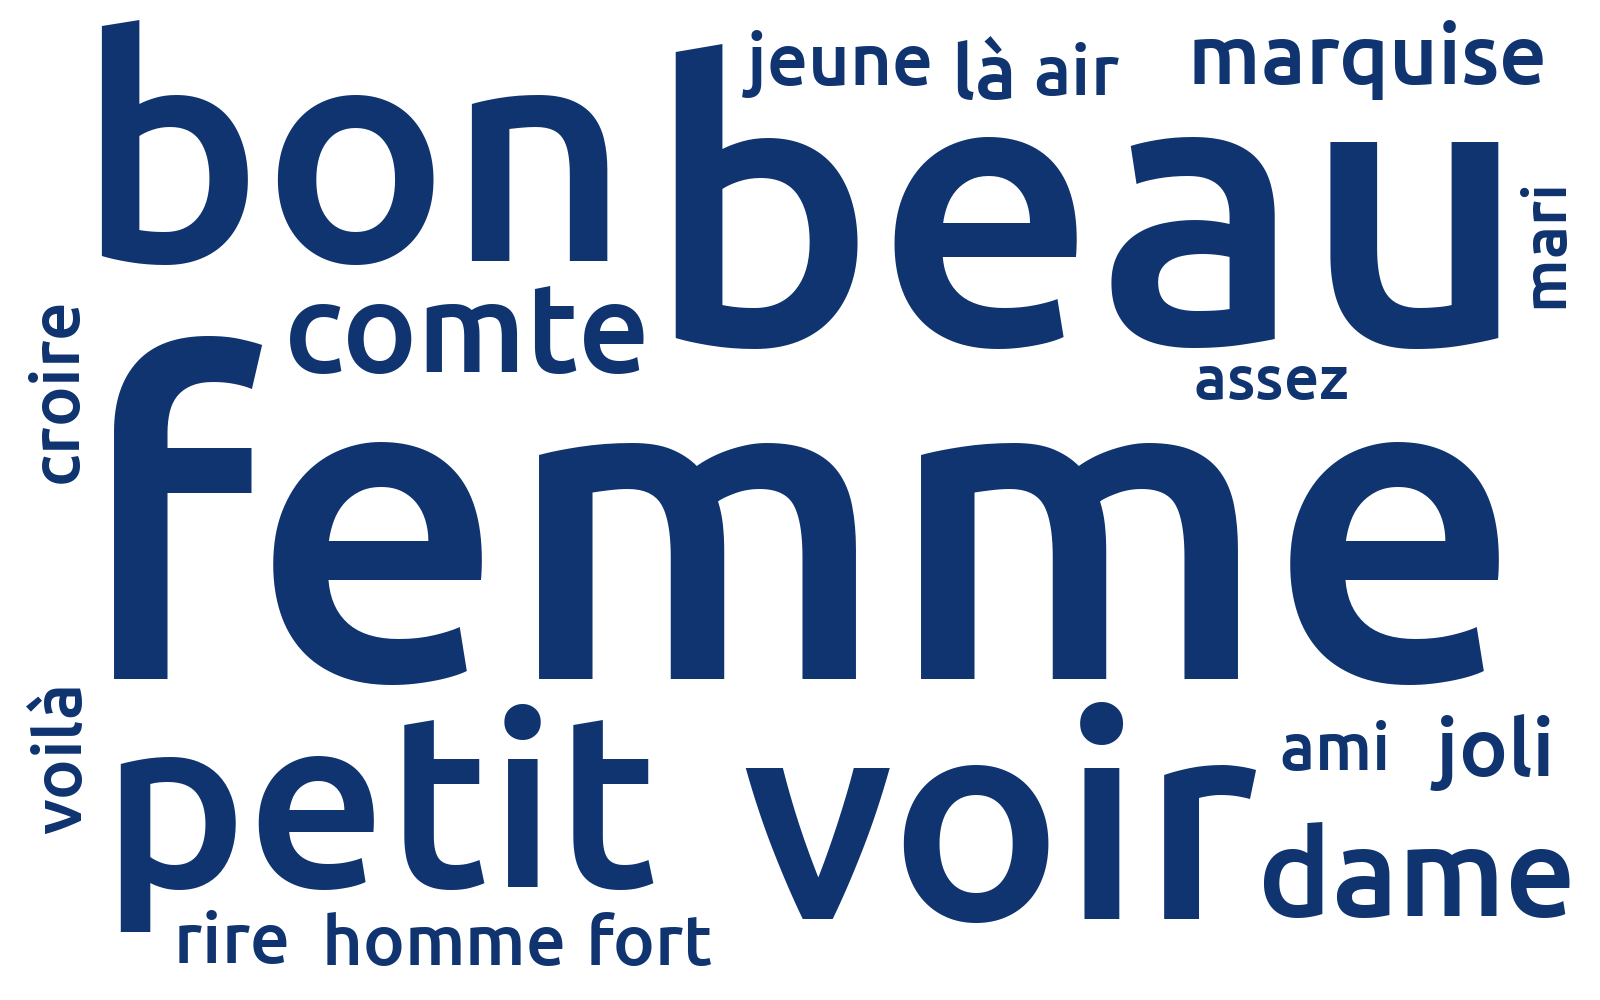 bon
beau
jeune
là
air
marquise
mari
comte
croire
assez
femme
voilà
petit
voir
ami
joli
dame
rire
homme
fort